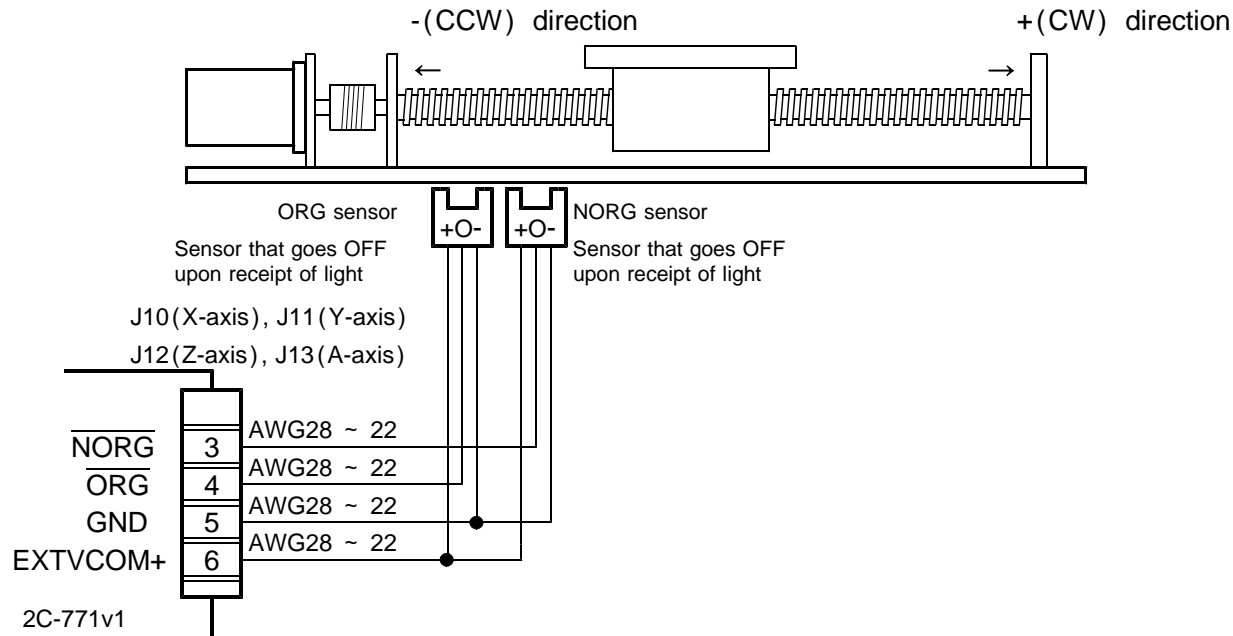 -(CCW) direction
+(CW) direction
←
→
ORG sensor
+O-
+O-
NORG sensor
Sensor that goes OFF
upon receipt of light
Sensor that goes OFF
upon receipt of light
J10(X-axis), J11(Y-axis)
J12(Z-axis), J13(A-axis)
NORG 3 AWG28 ~ 22
ORG 4 AWG28 ~ 22
GND 5 AWG28 ~ 22
EXTVCOM+ 6 AWG28 ~ 22
2C-771v1